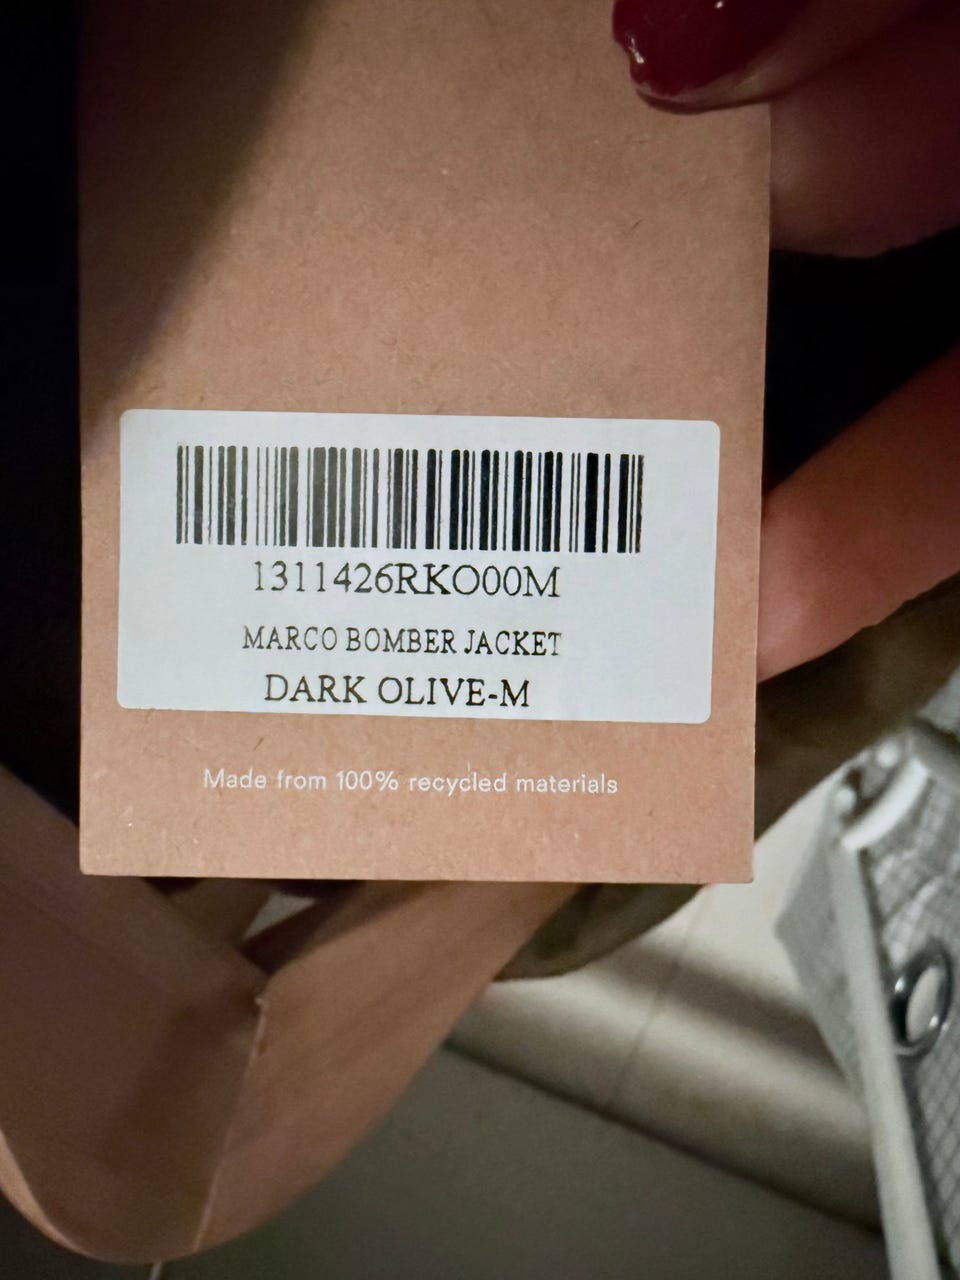 1311426RKO00M
MARCO BOMBER JACKET
DARK OLIVE-M
Made from 100% recycled materials